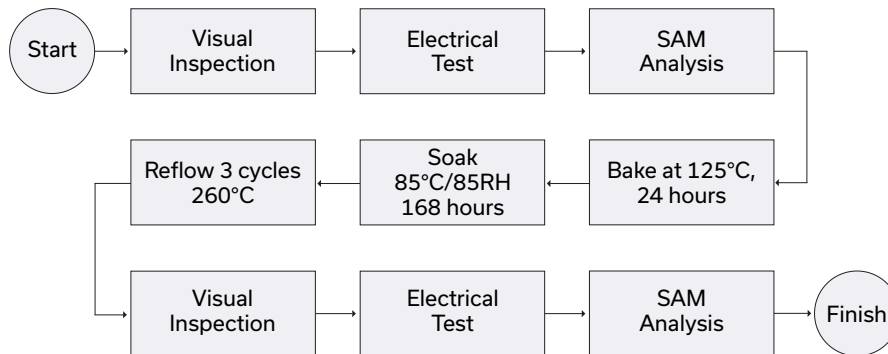 Start
Visual
Inspection
Electrical
Test
SAM
Analysis
Bake at 125°C,
24 hours
Soak
85°C/85RH
168 hours
Reflow 3 cycles
260°C
Visual
Inspection
Electrical
Test
SAM
Analysis
Finish